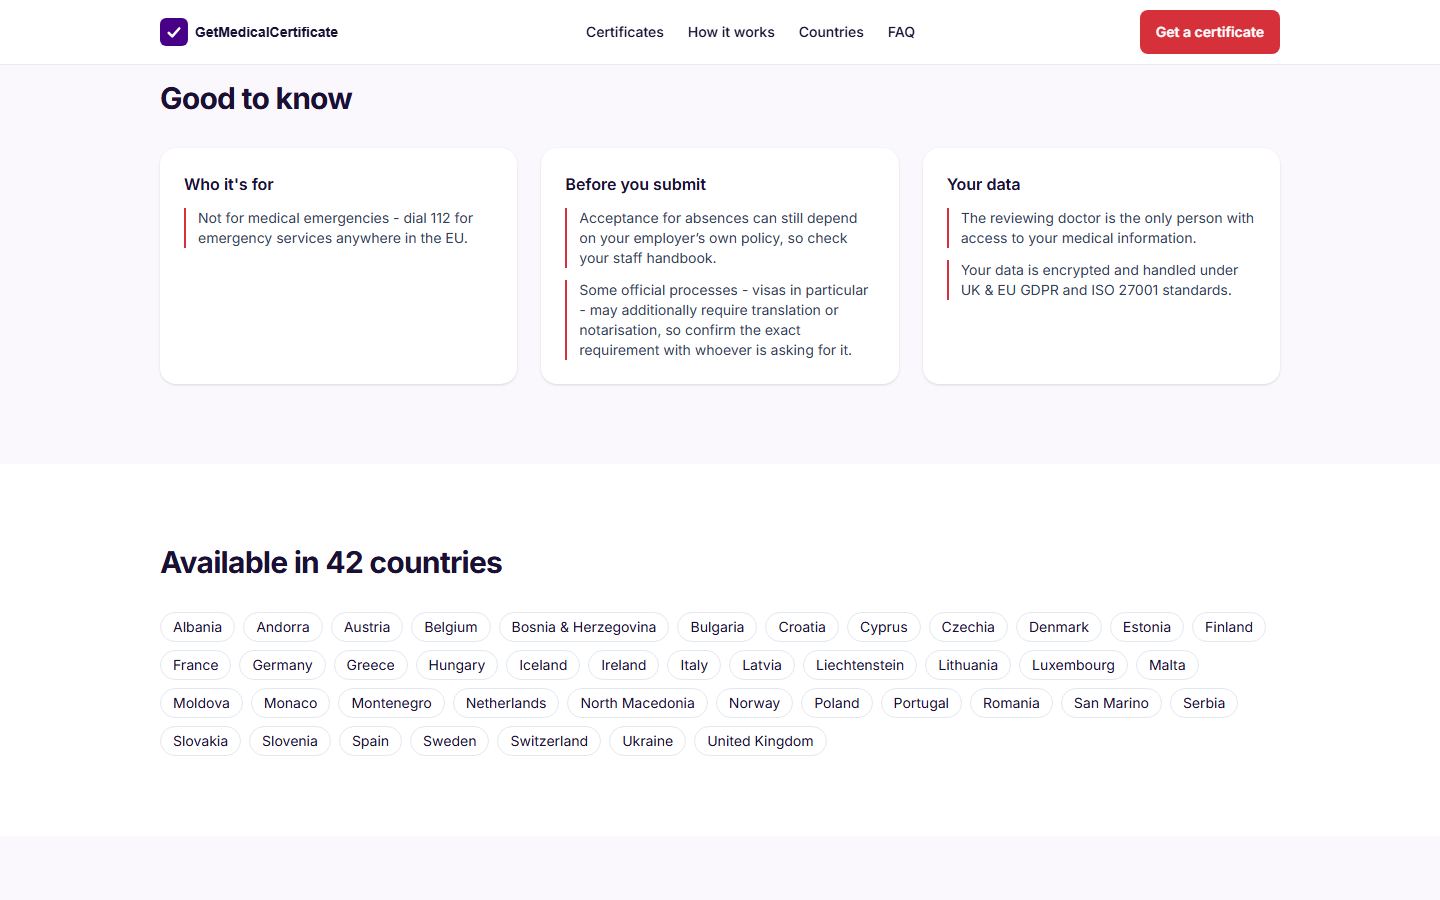 GetMedicalCertificate
Certificates
How it works
Countries
FAQ
Get a certificate
Good to know
Who it's for
Not for medical emergencies - dial 112 for
emergency services anywhere in the EU.
Before you submit
Acceptance for absences can still depend
on your employer’s own policy, so check
your staff handbook.
Some official processes - visas in particular
- may additionally require translation or
notarisation, so confirm the exact
requirement with whoever is asking for it.
Your data
The reviewing doctor is the only person with
access to your medical information.
Your data is encrypted and handled under
UK & EU GDPR and ISO 27001 standards.
Available in 42 countries
Albania Andorra Austria Belgium Bosnia & Herzegovina Bulgaria Croatia Cyprus Czechia Denmark Estonia Finland
France Germany Greece Hungary Iceland Ireland Italy Latvia Liechtenstein Lithuania Luxembourg Malta
Moldova Monaco Montenegro Netherlands North Macedonia Norway Poland Portugal Romania San Marino Serbia
Slovakia Slovenia Spain Sweden Switzerland Ukraine United Kingdom